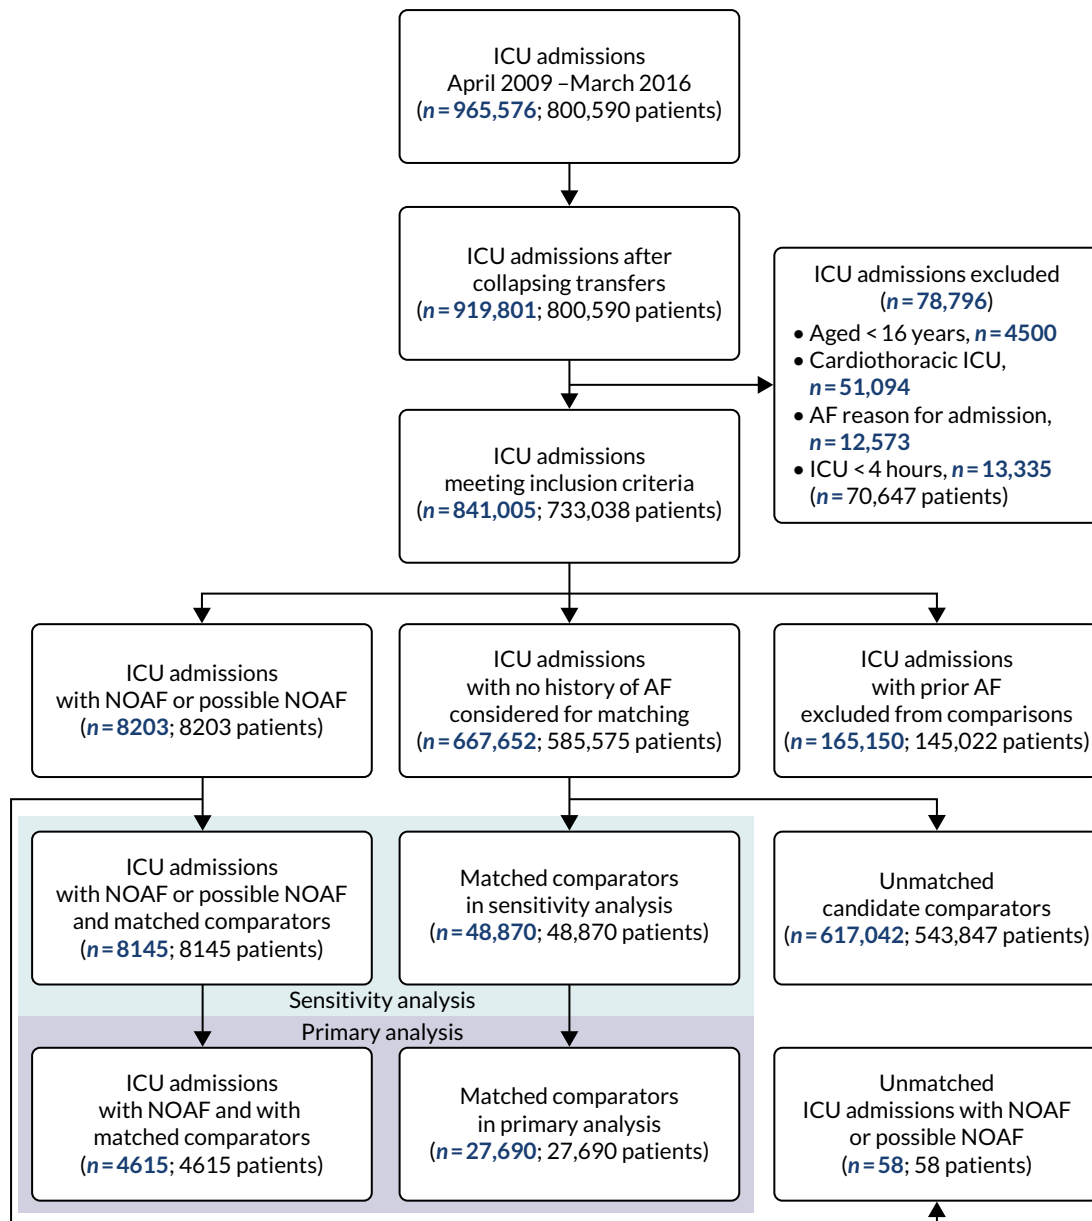 ICU admissions
April 2009 –March 2016
(n = 965,576; 800,590 patients)
ICU admissions after
collapsing transfers
(n = 919,801; 800,590 patients)
ICU admissions excluded
(n = 78,796)
• Aged < 16 years, n = 4500
• Cardiothoracic ICU,
n = 51,094
• AF reason for admission,
n = 12,573
• ICU < 4 hours, n = 13,335
(n = 70,647 patients)
ICU admissions
meeting inclusion criteria
(n = 841,005; 733,038 patients)
ICU admissions
with NOAF or possible NOAF
(n = 8203; 8203 patients)
ICU admissions
with no history of AF
considered for matching
(n = 667,652; 585,575 patients)
ICU admissions
with prior AF
excluded from comparisons
(n = 165,150; 145,022 patients)
ICU admissions
with NOAF or possible NOAF
and matched comparators
(n = 8145; 8145 patients)
Matched comparators
in sensitivity analysis
(n = 48,870; 48,870 patients)
Unmatched
candidate comparators
(n = 617,042; 543,847 patients)
Sensitivity analysis
Primary analysis
ICU admissions
with NOAF and with
matched comparators
(n = 4615; 4615 patients)
Matched comparators
in primary analysis
(n = 27,690; 27,690 patients)
Unmatched
ICU admissions with NOAF
or possible NOAF
(n = 58; 58 patients)